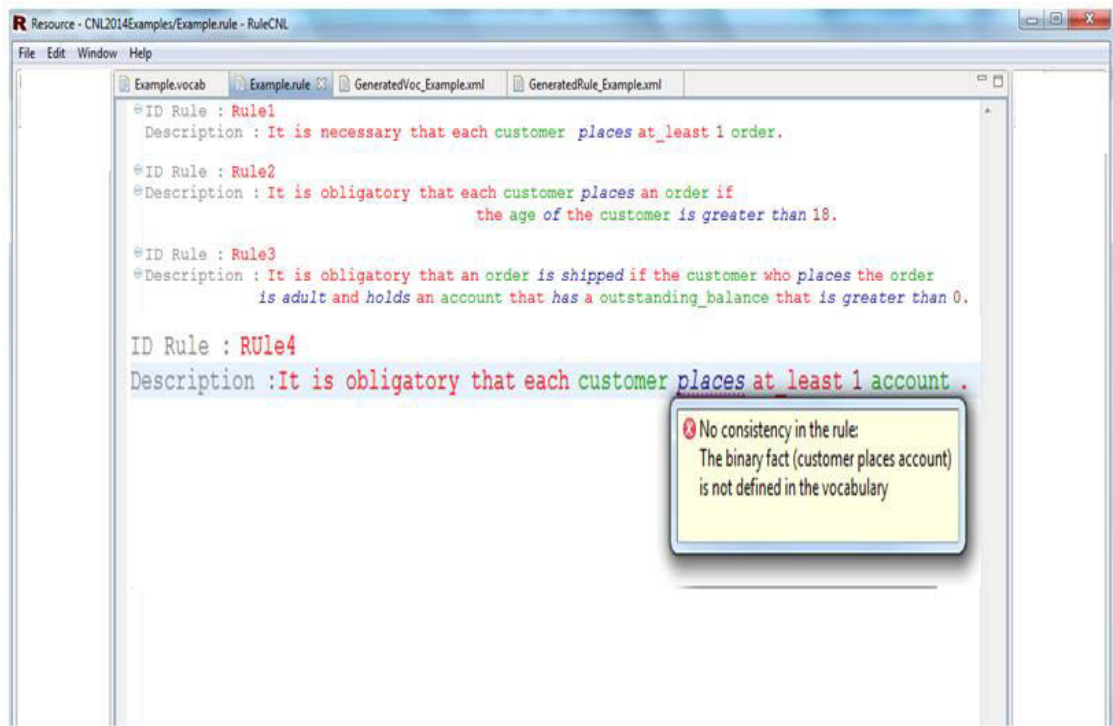 R Resource - CNL2014Examples/Example.rule - RuleCNL
File Edit Window Help
Example.vocab Example.rule GeneratedVoc_Example.xml GeneratedRule_Example.xml
ID Rule : Rule1
Description : It is necessary that each customer places at_least 1 order.
ID Rule : Rule2
Description : It is obligatory that each customer places an order if
the age of the customer is greater than 18.
ID Rule : Rule3
Description : It is obligatory that an order is shipped if the customer who places the order
is adult and holds an account that has a outstanding_balance that is greater than 0.
ID Rule : RUle4
Description :It is obligatory that each customer places at_least 1 account .
No consistency in the rule:
The binary fact (customer places account)
is not defined in the vocabulary